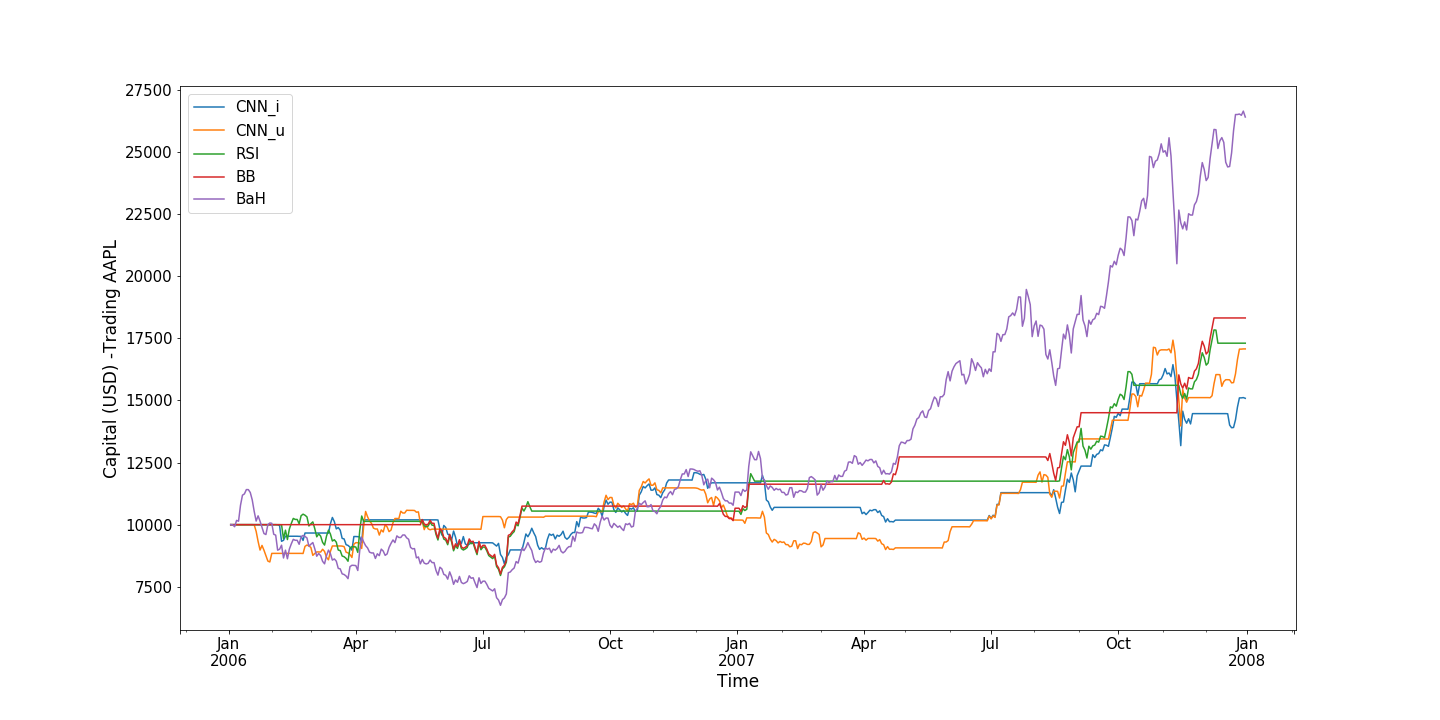 27500
25000
22500
20000
17500
15000
12500
10000
7500
Capital (USD) -Trading AAPL
CNN_i
CNN_u
RSI
BB
BaH
Jan Apr Jul Oct Jan Apr Jul Oct Jan
2006 2007 2008
Time